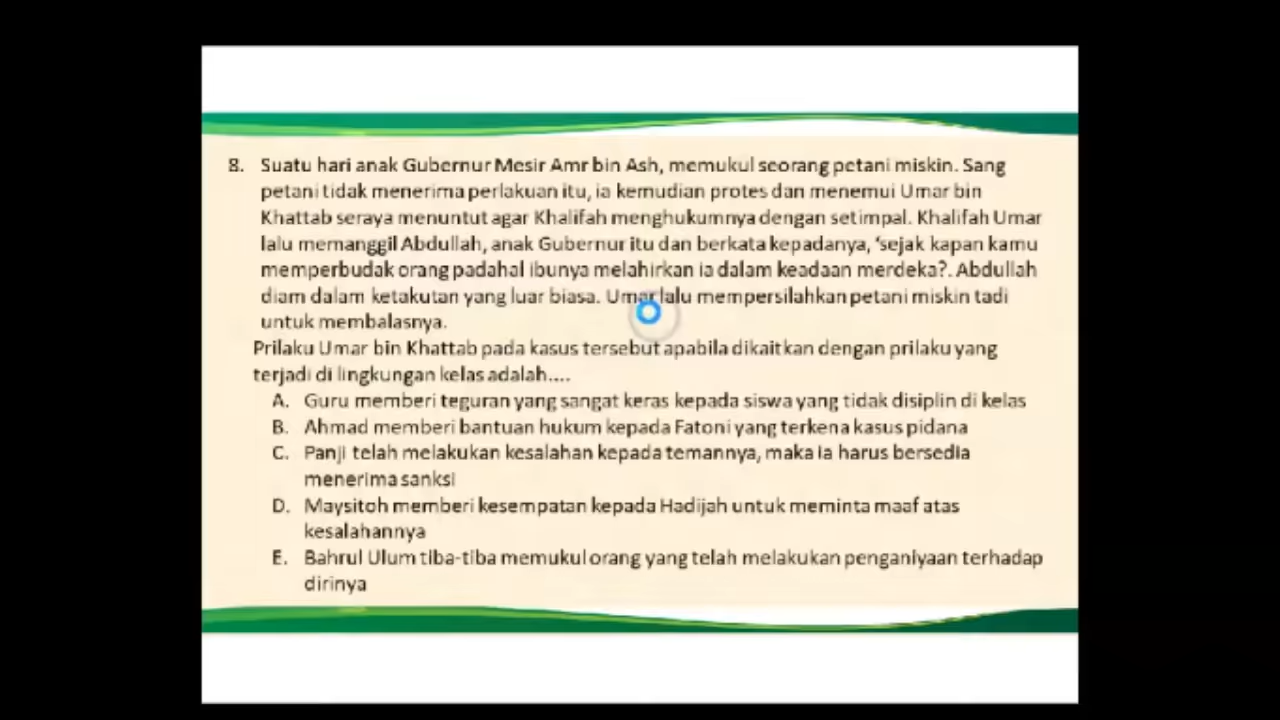 8. Suatu hari anak Gubernur Mesir Amr bin Ash, memukul seorang petani miskin. Sang
petani tidak menerima perlakuan itu, ia kemudian protes dan menemui Umar bin
Khattab seraya menuntut agar Khalifah menghukumnya dengan setimpal. Khalifah Umar
lalu memanggil Abdullah, anak Gubernur itu dan berkata kepadanya, 'sejak kapan kamu
memperbudak orang padahal ibunya melahirkan ia dalam keadaan merdeka?. Abdullah
diam dalam ketakutan yang luar biasa. Umar lalu mempersilahkan petani miskin tadi
untuk membalasnya.
Prilaku Umar bin Khattab pada kasus tersebut apabila dikaitkan dengan prilaku yang
terjadi di lingkungan kelas adalah....
A. Guru memberi teguran yang sangat keras kepada siswa yang tidak disiplin di kelas
B. Ahmad memberi bantuan hukum kepada Fatoni yang terkena kasus pidana
C. Panji telah melakukan kesalahan kepada temannya, maka ia harus bersedia
menerima sanksi
D. Maysitoh memberi kesempatan kepada Hadijah untuk meminta maaf atas
kesalahannya
E. Bahrul Ulum tiba-tiba memukul orang yang telah melakukan penganiyaan terhadap
dirinya